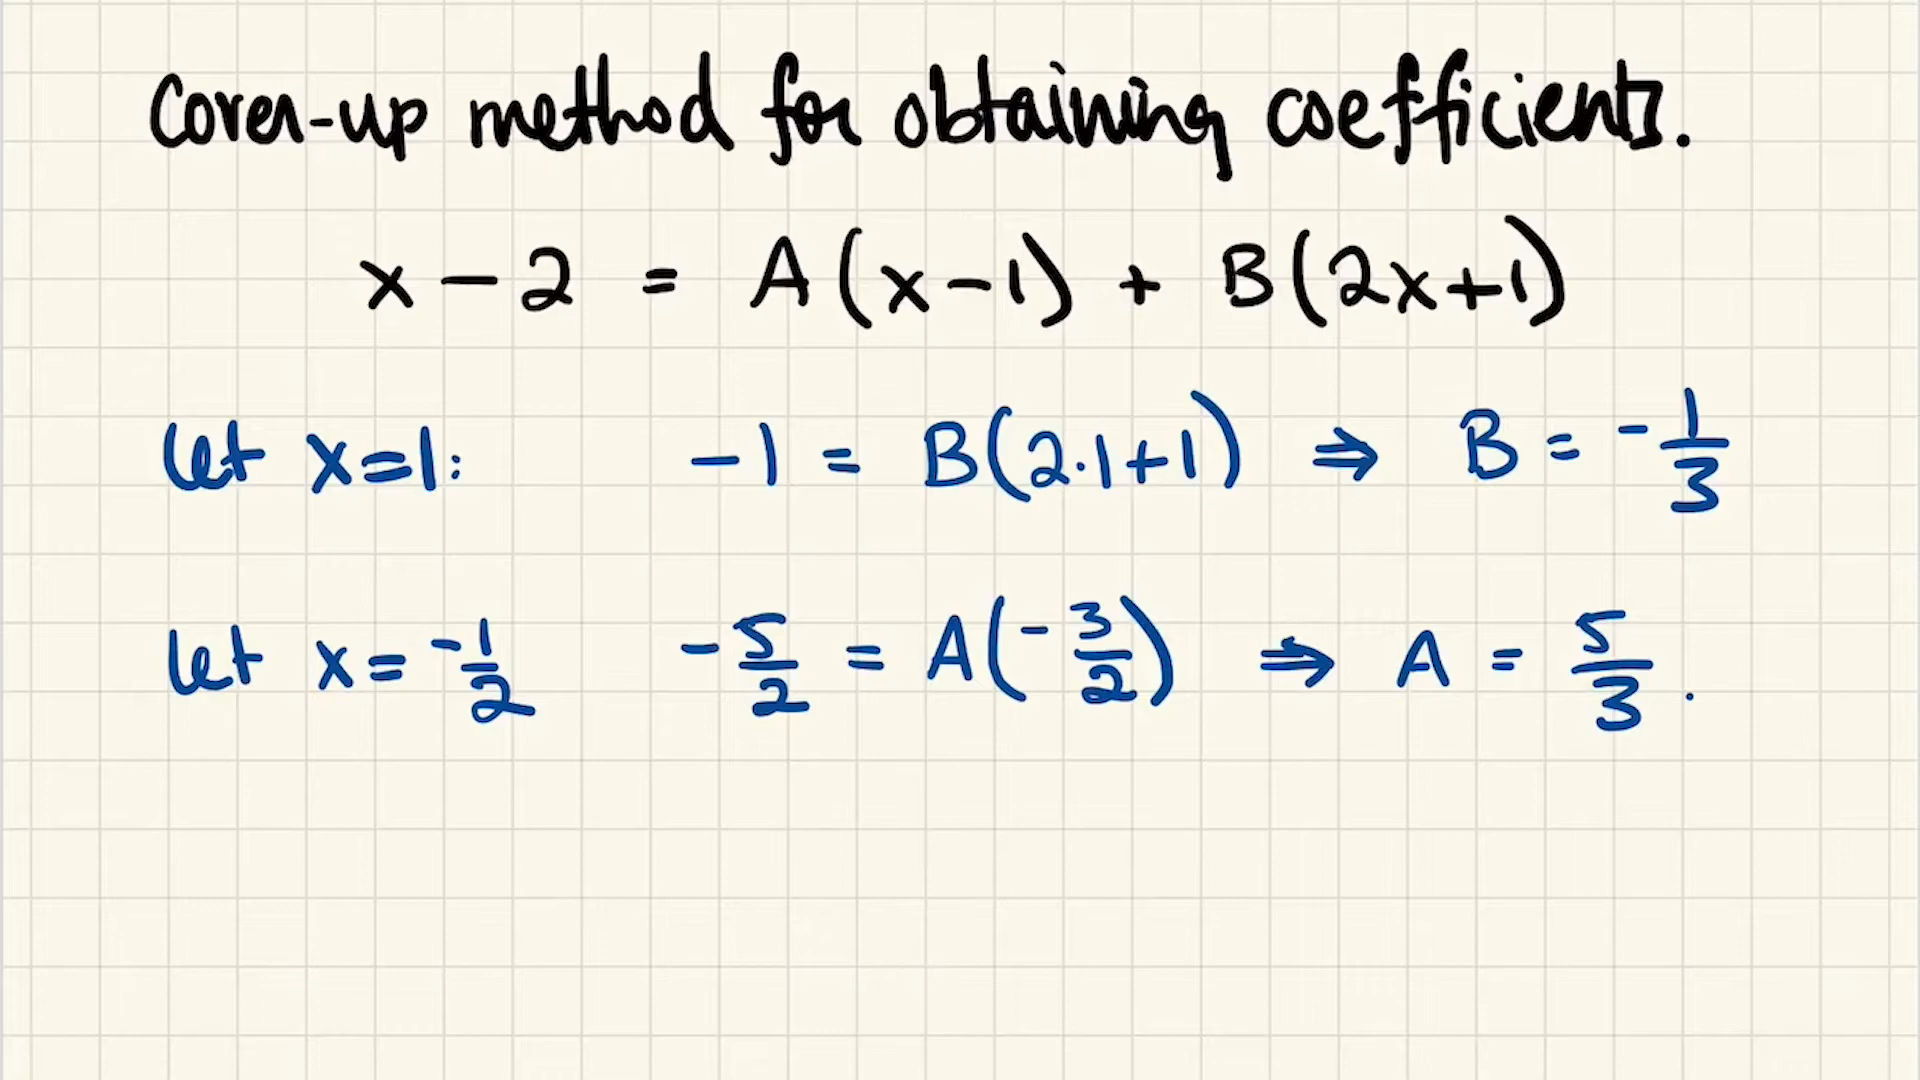 Cover-up method for obtaining coefficients.
x - 2 = A(x-1) + B(2x+1)
Let x=1: -1 = B(2·1+1) ⇒ B = -1/3
Let x=-1/2 -5/2 = A(-3/2) ⇒ A = 5/3.